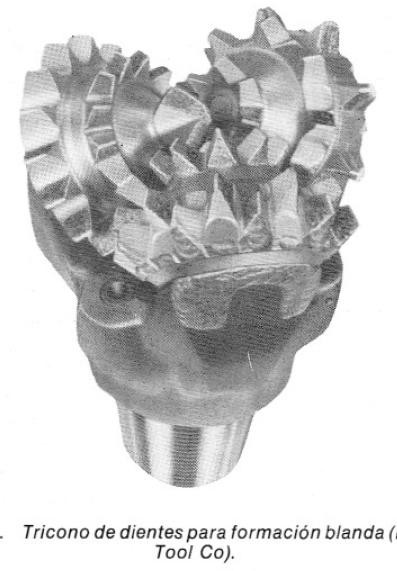 . Tricono de dientes para formación blanda (
Tool Co).